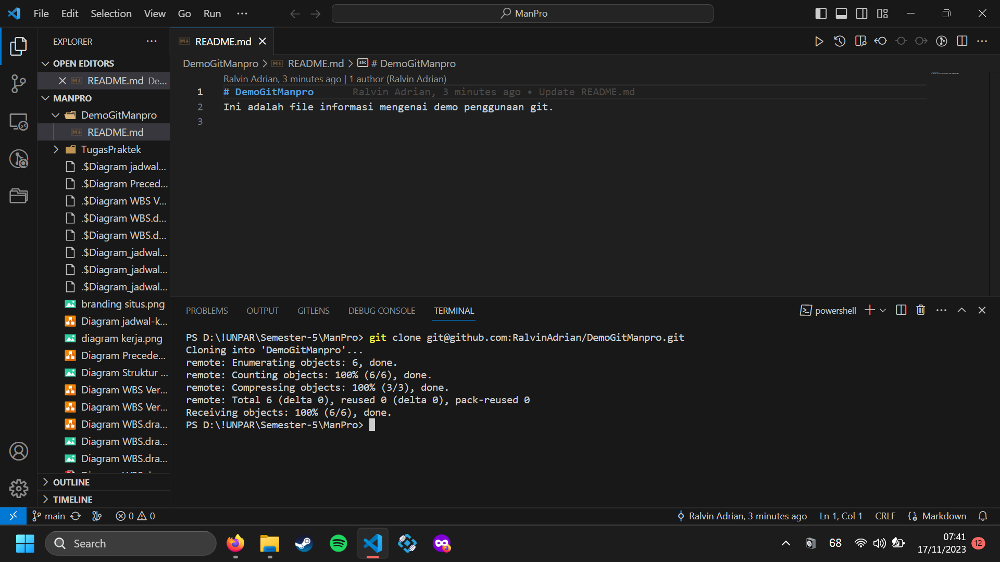 File Edit Selection View Go Run ···
ManPro
EXPLORER
OPEN EDITORS
README.md De...
MANPRO
DemoGitManpro
README.md
TugasPraktek
.$Diagram jadwal...
.$Diagram Preced...
.$Diagram WBS V...
.$Diagram WBS.d...
.$Diagram WBS.d...
.$Diagram_jadwal...
.$Diagram_jadwal...
.$Diagram_jadwal...
branding situs.png
Diagram jadwal-k...
diagram kerja.png
Diagram Precede...
Diagram Struktur ...
Diagram WBS Ver...
Diagram WBS Ver...
Diagram WBS.dra...
Diagram WBS.dra...
Diagram WBS.dra...
OUTLINE
TIMELINE
README.md
DemoGitManpro > README.md > # DemoGitManpro
Ralvin Adrian, 3 minutes ago | 1 author (Ralvin Adrian)
1 # DemoGitManpro Ralvin Adrian, 3 minutes ago • Update README.md
2 Ini adalah file informasi mengenai demo penggunaan git.
3
PROBLEMS OUTPUT GITLENS DEBUG CONSOLE TERMINAL
powershell
PS D:\!UNPAR\Semester-5\ManPro> git clone git@github.com:RalvinAdrian/DemoGitManpro.git
Cloning into 'DemoGitManpro'...
remote: Enumerating objects: 6, done.
remote: Counting objects: 100% (6/6), done.
remote: Compressing objects: 100% (3/3), done.
remote: Total 6 (delta 0), reused 0 (delta 0), pack-reused 0
Receiving objects: 100% (6/6), done.
PS D:\!UNPAR\Semester-5\ManPro>
main 0 0
Ralvin Adrian, 3 minutes ago Ln 1, Col 1 CRLF Markdown
Search
68
07:41
17/11/2023
12